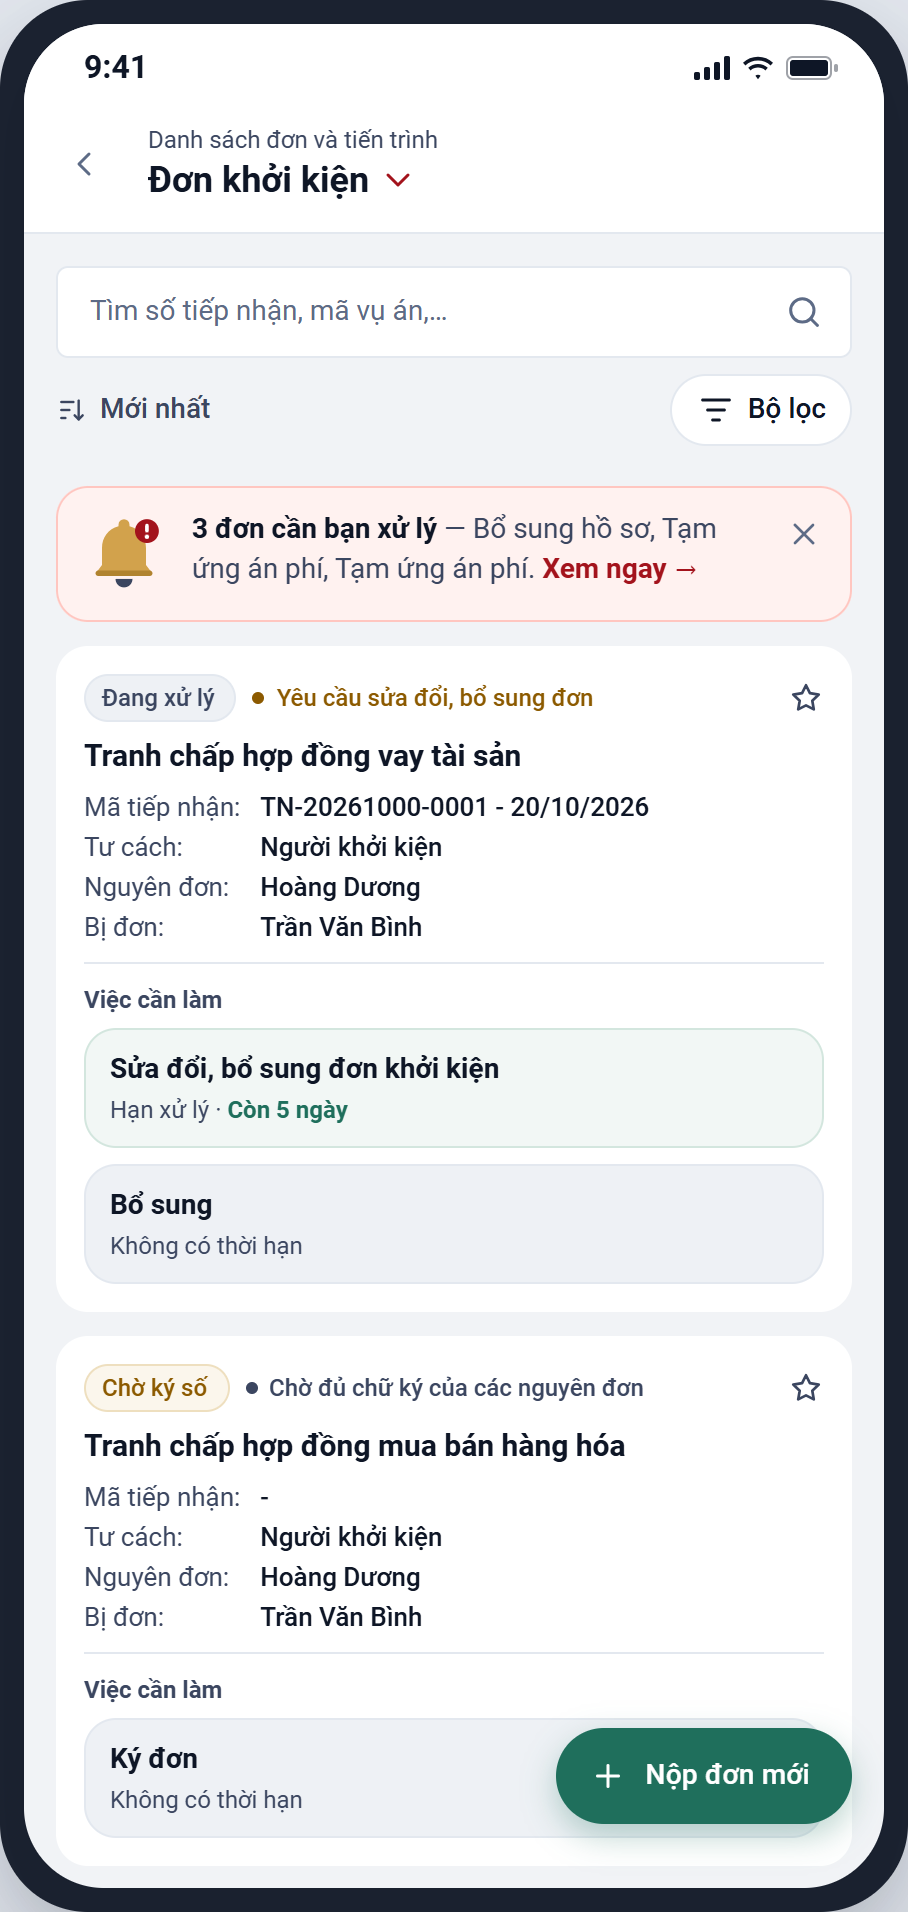 9:41
Danh sách đơn và tiến trình
Đơn khởi kiện
Tìm số tiếp nhận, mã vụ án,...
Mới nhất
Bộ lọc
3 đơn cần bạn xử lý — Bổ sung hồ sơ, Tạm
ứng án phí, Tạm ứng án phí. Xem ngay →
Đang xử lý
Yêu cầu sửa đổi, bổ sung đơn
Tranh chấp hợp đồng vay tài sản
Mã tiếp nhận: TN-20261000-0001 - 20/10/2026
Tư cách: Người khởi kiện
Nguyên đơn: Hoàng Dương
Bị đơn: Trần Văn Bình
Việc cần làm
Sửa đổi, bổ sung đơn khởi kiện
Hạn xử lý · Còn 5 ngày
Bổ sung
Không có thời hạn
Chờ ký số
Chờ đủ chữ ký của các nguyên đơn
Tranh chấp hợp đồng mua bán hàng hóa
Mã tiếp nhận: -
Tư cách: Người khởi kiện
Nguyên đơn: Hoàng Dương
Bị đơn: Trần Văn Bình
Việc cần làm
Ký đơn
Không có thời hạn
Nộp đơn mới